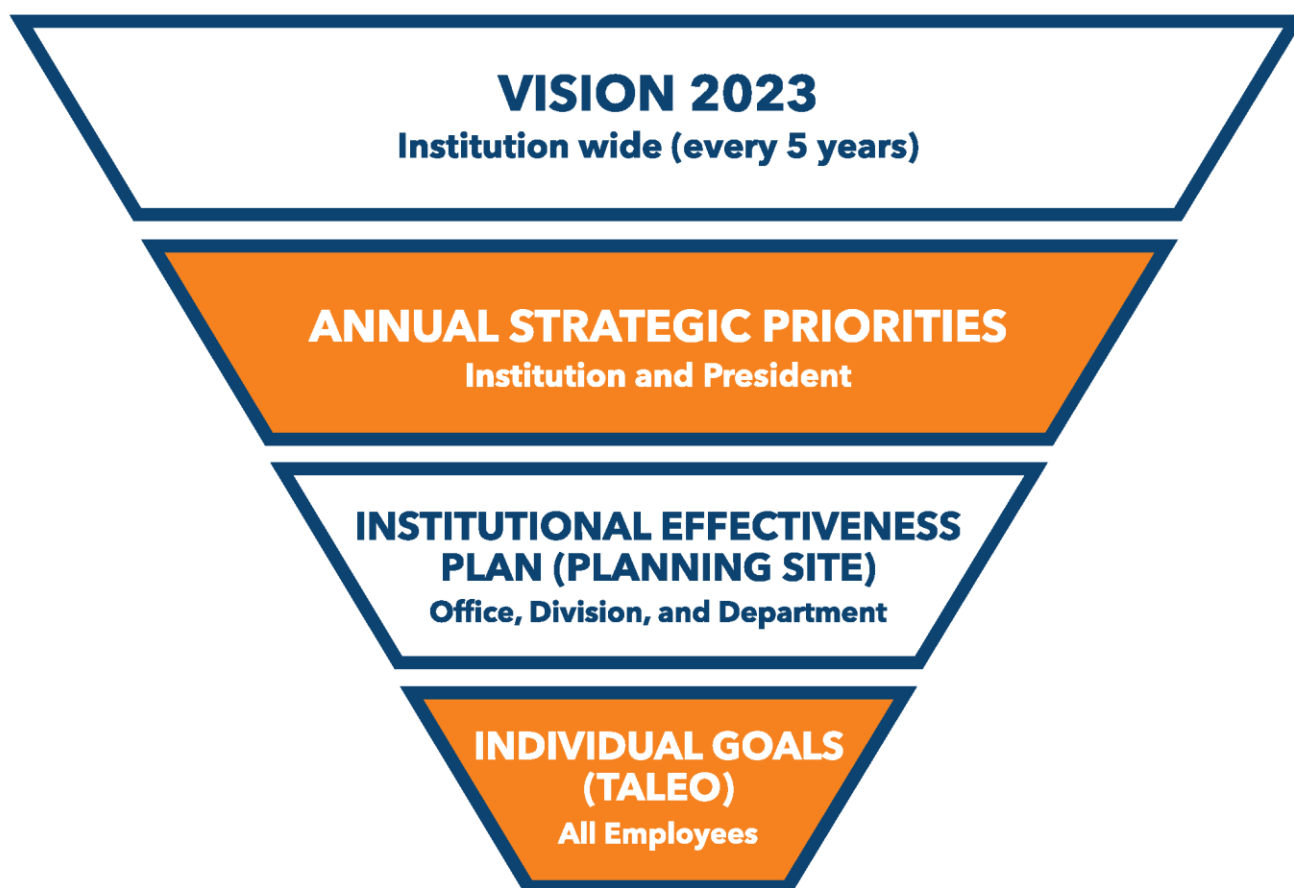 VISION 2023
Institution wide (every 5 years)
ANNUAL STRATEGIC PRIORITIES
Institution and President
INSTITUTIONAL EFFECTIVENESS
PLAN (PLANNING SITE)
Office, Division, and Department
INDIVIDUAL GOALS
(TALEO)
All Employees